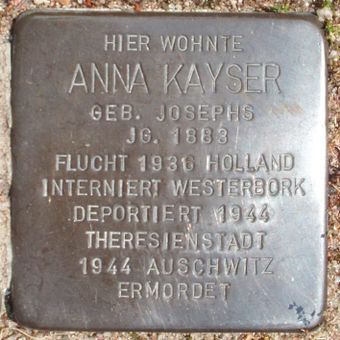 HIER WOHNTE
ANNA KAYSER
GEB. JOSEPHS
JG. 1883
FLUCHT 1936 HOLLAND
INTERNIERT WESTERBORK
DEPORTIERT 1944
THERESIENSTADT
1944 AUSCHWITZ
ERMORDET